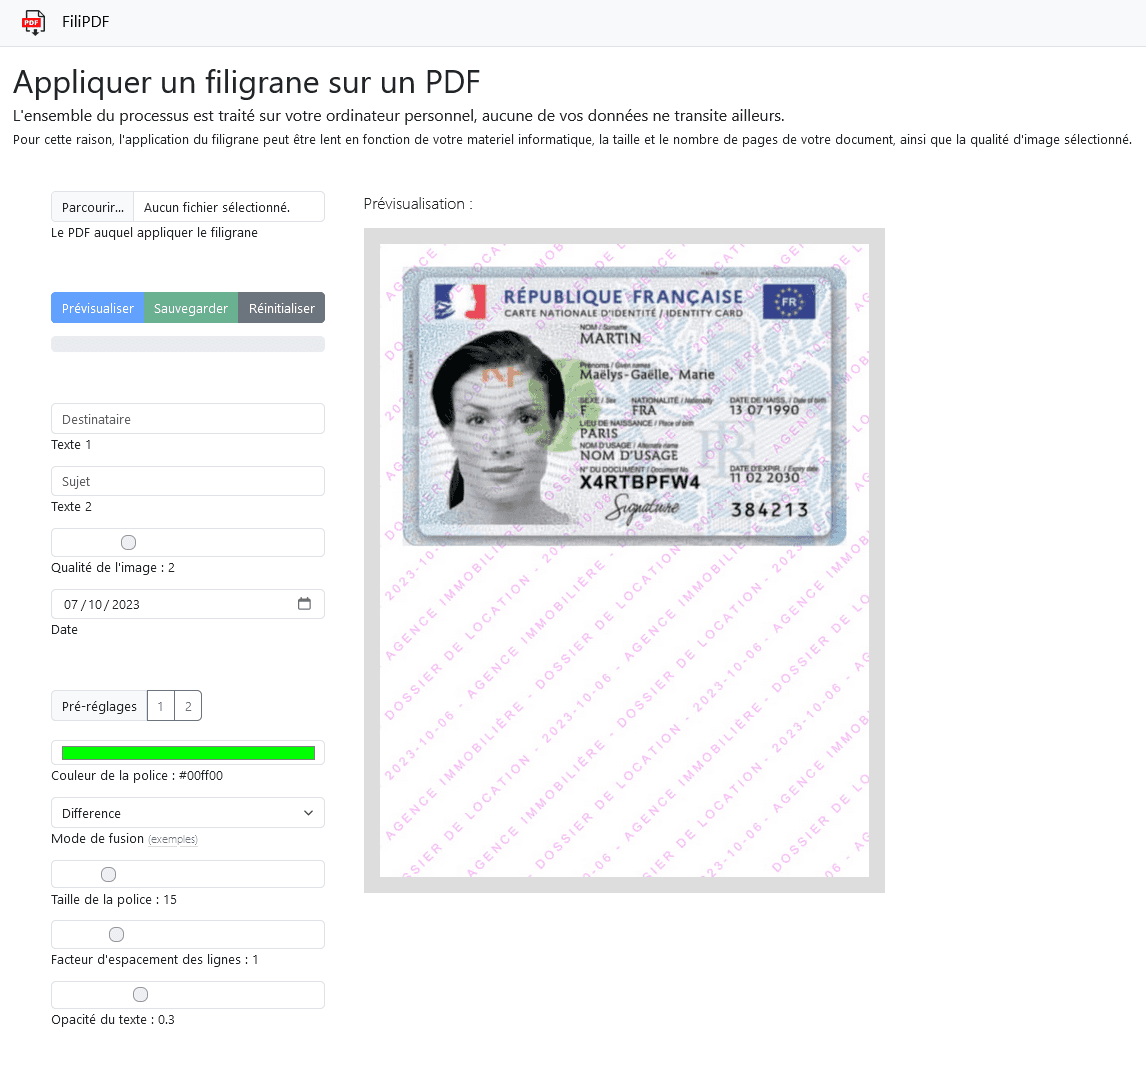 FiliPDF
Appliquer un filigrane sur un PDF
L'ensemble du processus est traité sur votre ordinateur personnel, aucune de vos données ne transite ailleurs.
Pour cette raison, l'application du filigrane peut être lent en fonction de votre materiel informatique, la taille et le nombre de pages de votre document, ainsi que la qualité d'image sélectionné.
Parcourir... Aucun fichier sélectionné.
Le PDF auquel appliquer le filigrane
Prévisualiser Sauvegarder Réinitialiser
Destinataire
Texte 1
Sujet
Texte 2
Qualité de l'image : 2
07 / 10 / 2023
Date
Pré-réglages 1 2
Couleur de la police : #00ff00
Difference
Mode de fusion (exemples)
Taille de la police : 15
Facteur d'espacement des lignes : 1
Opacité du texte : 0.3
Prévisualisation :
RÉPUBLIQUE FRANÇAISE
FR
CARTE NATIONALE D'IDENTITÉ / IDENTITY CARD
NOM / Surname
MARTIN
Prénoms / Given names
Maëlys-Gaëlle, Marie
SEXE / Sex NATIONALITÉ / Nationality DATE DE NAISS. / Date of birth
F FRA 13 07 1990
LIEU DE NAISSANCE / Place of birth
PARIS
NOM D'USAGE / Alternate name
NOM D'USAGE
N° DU DOCUMENT / Document No DATE D'EXPIR. / Expiry date
X4RTBPFW4 11 02 2030
Signature
384213
RF
2023-10-06 - AGENCE IMMOBILIÈRE - DOSSIER DE LOCATION - 2023-10-06 - AGENCE IMMOBILIÈRE - DOSSIER DE LOCATION